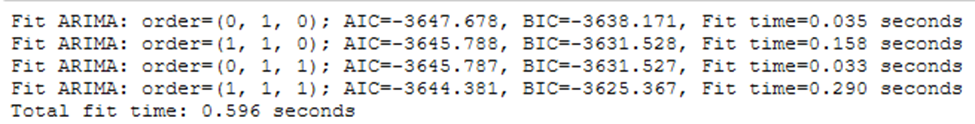 Fit ARIMA: order=(0, 1, 0); AIC=-3647.678, BIC=-3638.171, Fit time=0.035 seconds
Fit ARIMA: order=(1, 1, 0); AIC=-3645.788, BIC=-3631.528, Fit time=0.158 seconds
Fit ARIMA: order=(0, 1, 1); AIC=-3645.787, BIC=-3631.527, Fit time=0.033 seconds
Fit ARIMA: order=(1, 1, 1); AIC=-3644.381, BIC=-3625.367, Fit time=0.290 seconds
Total fit time: 0.596 seconds